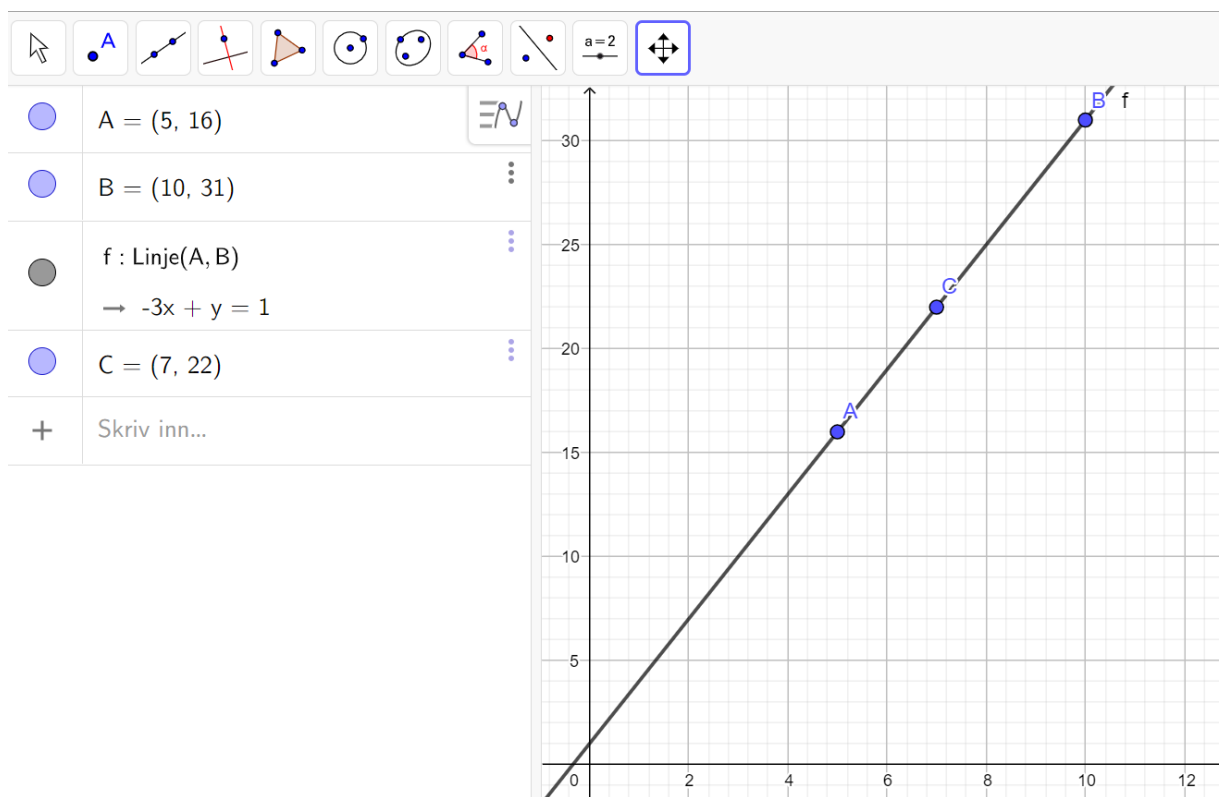 A
α
a = 2
A = (5, 16)
B = (10, 31)
f : Linje(A, B)
→ -3x + y = 1
C = (7, 22)
+ Skriv inn...
B f
30
25
C
20
A
15
10
5
0 2 4 6 8 10 12